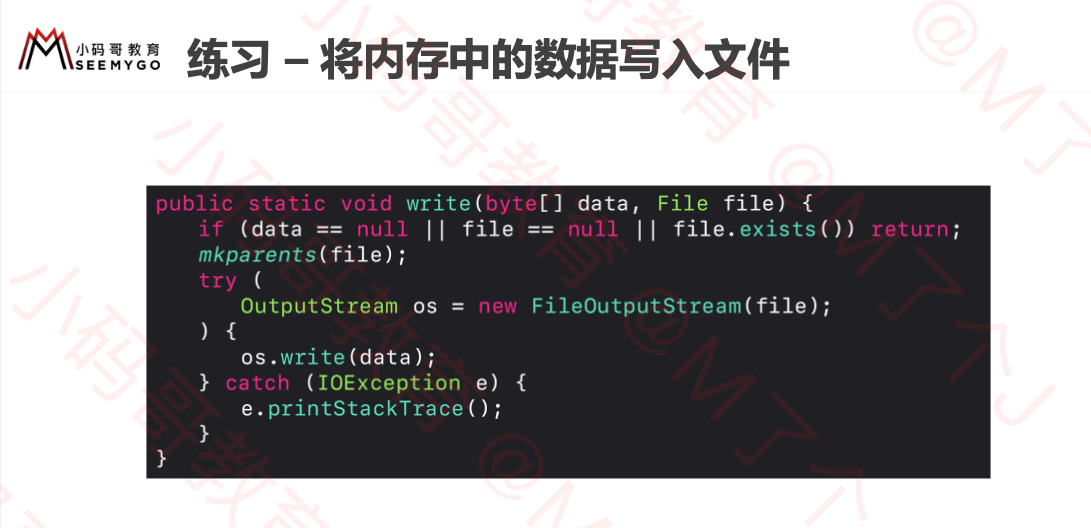 小码哥教育
SEEMYGO
练习 – 将内存中的数据写入文件
public static void write(byte[] data, File file) {
    if (data == null || file == null || file.exists()) return;
    mkparents(file);
    try (
        OutputStream os = new FileOutputStream(file);
    ) {
        os.write(data);
    } catch (IOException e) {
        e.printStackTrace();
    }
}
小码哥教育 @M了个J